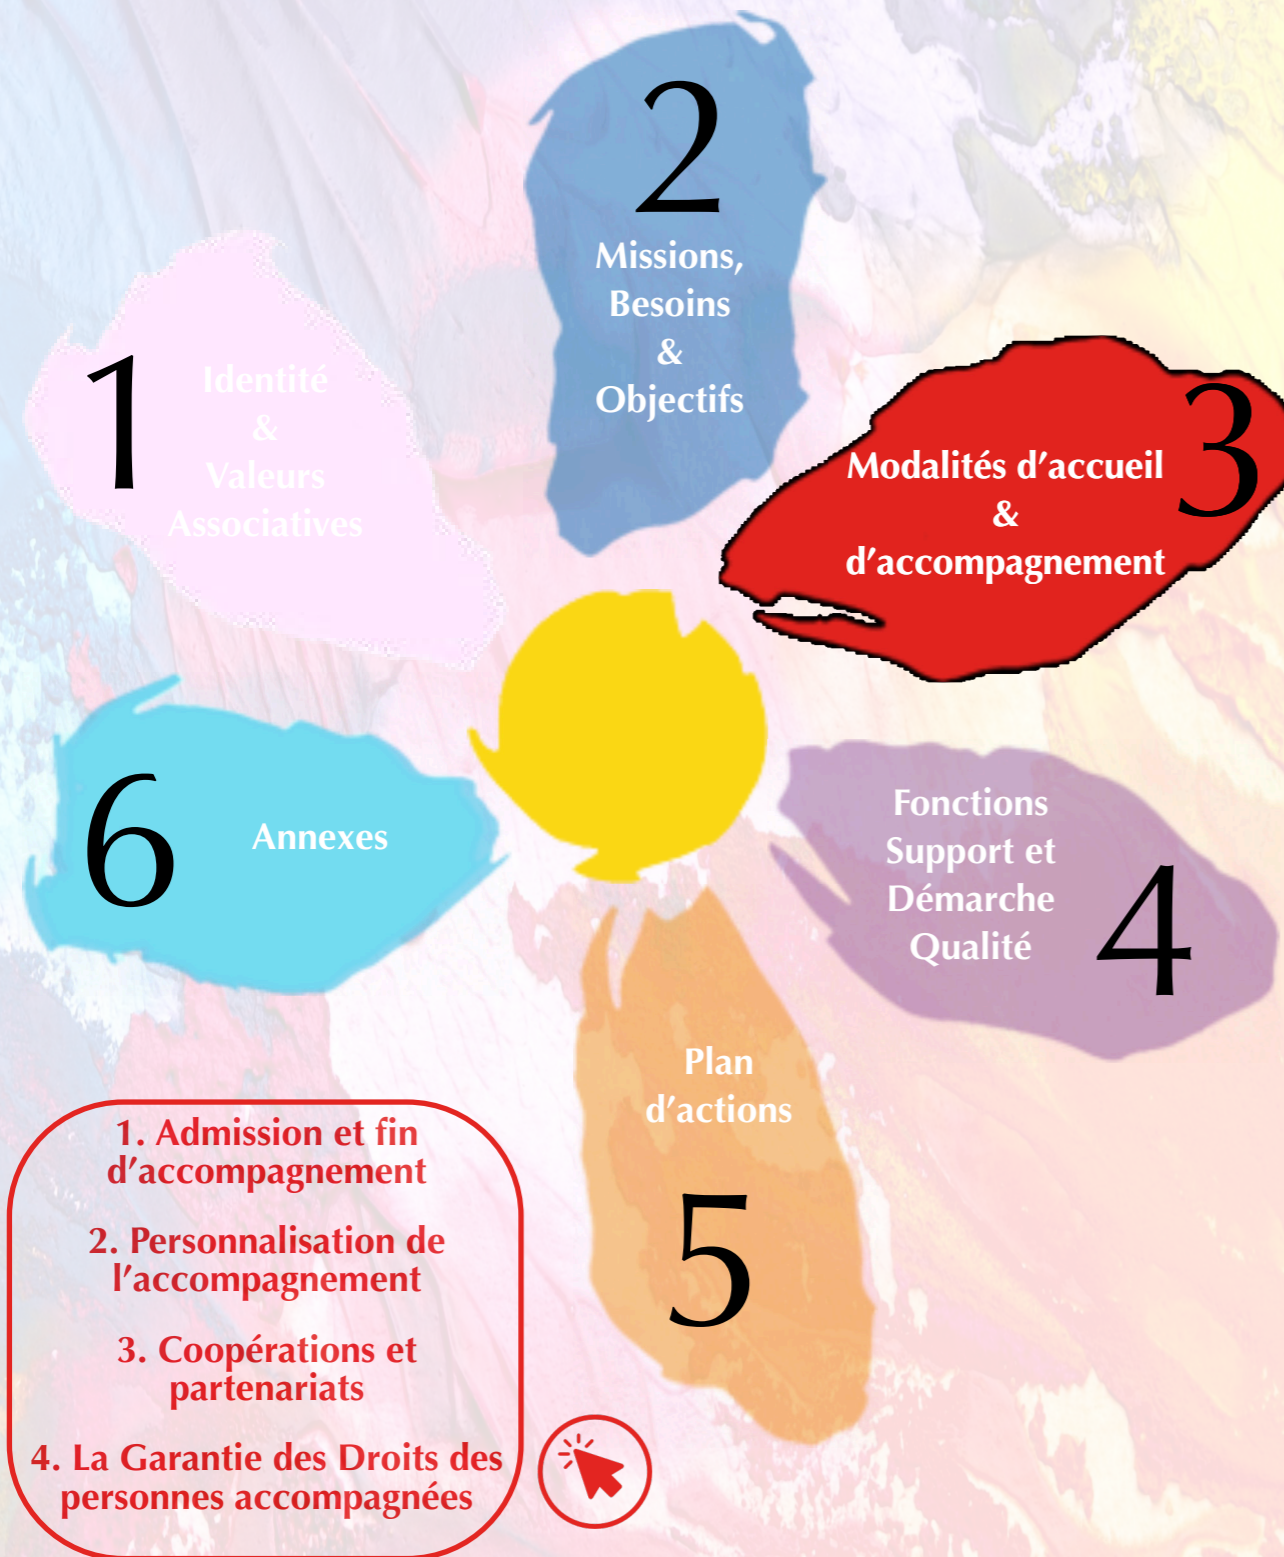 1
Identité
&
Valeurs
Associatives
2
Missions,
Besoins
&
Objectifs
3
Modalités d'accueil
&
d'accompagnement
4
Fonctions
Support et
Démarche
Qualité
5
Plan
d'actions
6
Annexes
1. Admission et fin
d'accompagnement
2. Personnalisation de
l'accompagnement
3. Coopérations et
partenariats
4. La Garantie des Droits des
personnes accompagnées